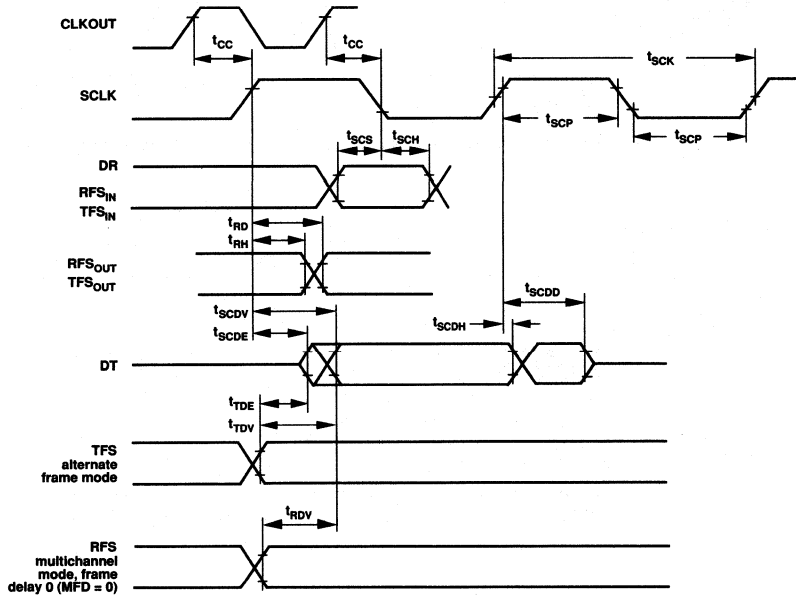 CLKOUT
tCC
tCC
tSCK
SCLK
tSCP
tSCP
tSCS
tSCH
DR
RFSIN
TFSIN
tRD
tRH
RFSOUT
TFSOUT
tSCDV
tSCDE
tSCDD
tSCDH
DT
tTDE
tTDV
TFS
alternate
frame mode
tRDV
RFS
multichannel
mode, frame
delay 0 (MFD = 0)